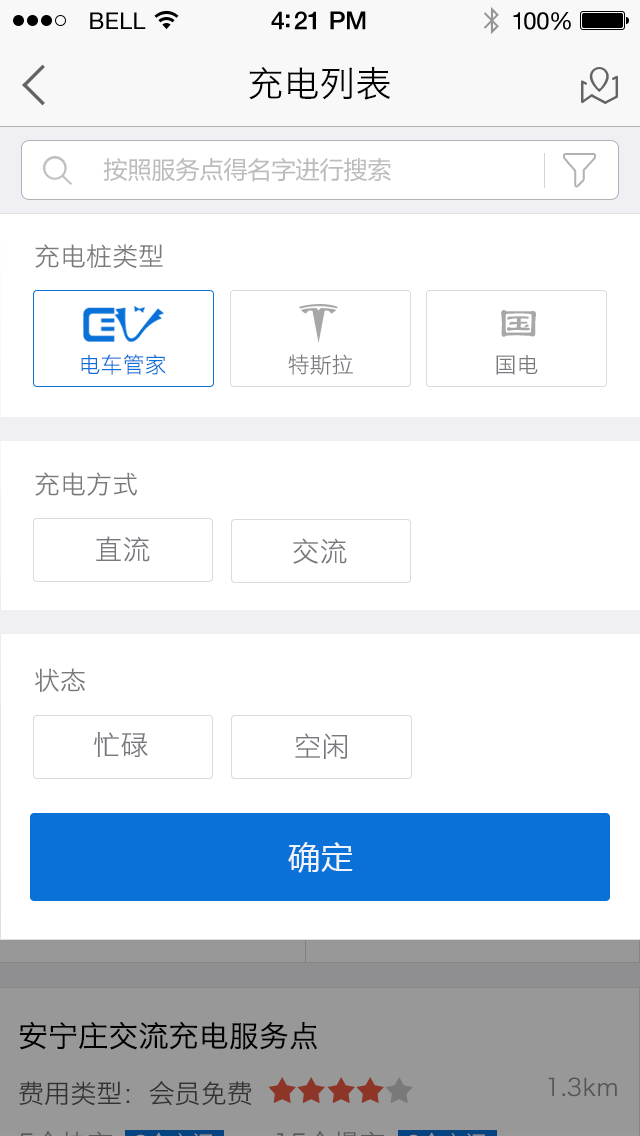 BELL 4:21 PM 100%
充电列表
按照服务点得名字进行搜索
充电桩类型
EV 国
电车管家 特斯拉 国电
充电方式
直流 交流
状态
忙碌 空闲
确定
安宁庄交流充电服务点
费用类型：会员免费 1.3km